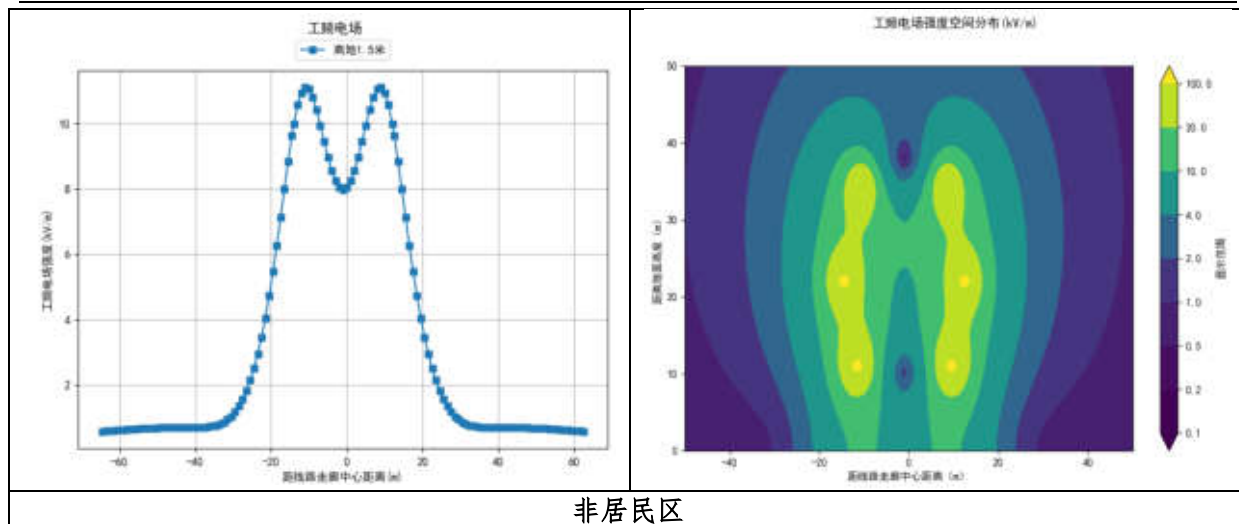 工频电场
离地1.5米
10
8
6
4
2
工频电场强度(kV/m)
-60 -40 -20 0 20 40 60
距线路走廊中心距离(m)
工频电场强度空间分布(kV/m)
50
40
30
20
10
0
距离地面高度 (m)
-40 -20 0 20 40
距线路走廊中心距离 (m)
100.0
20.0
10.0
4.0
2.0
1.0
0.5
0.2
0.1
显示范围
非居民区